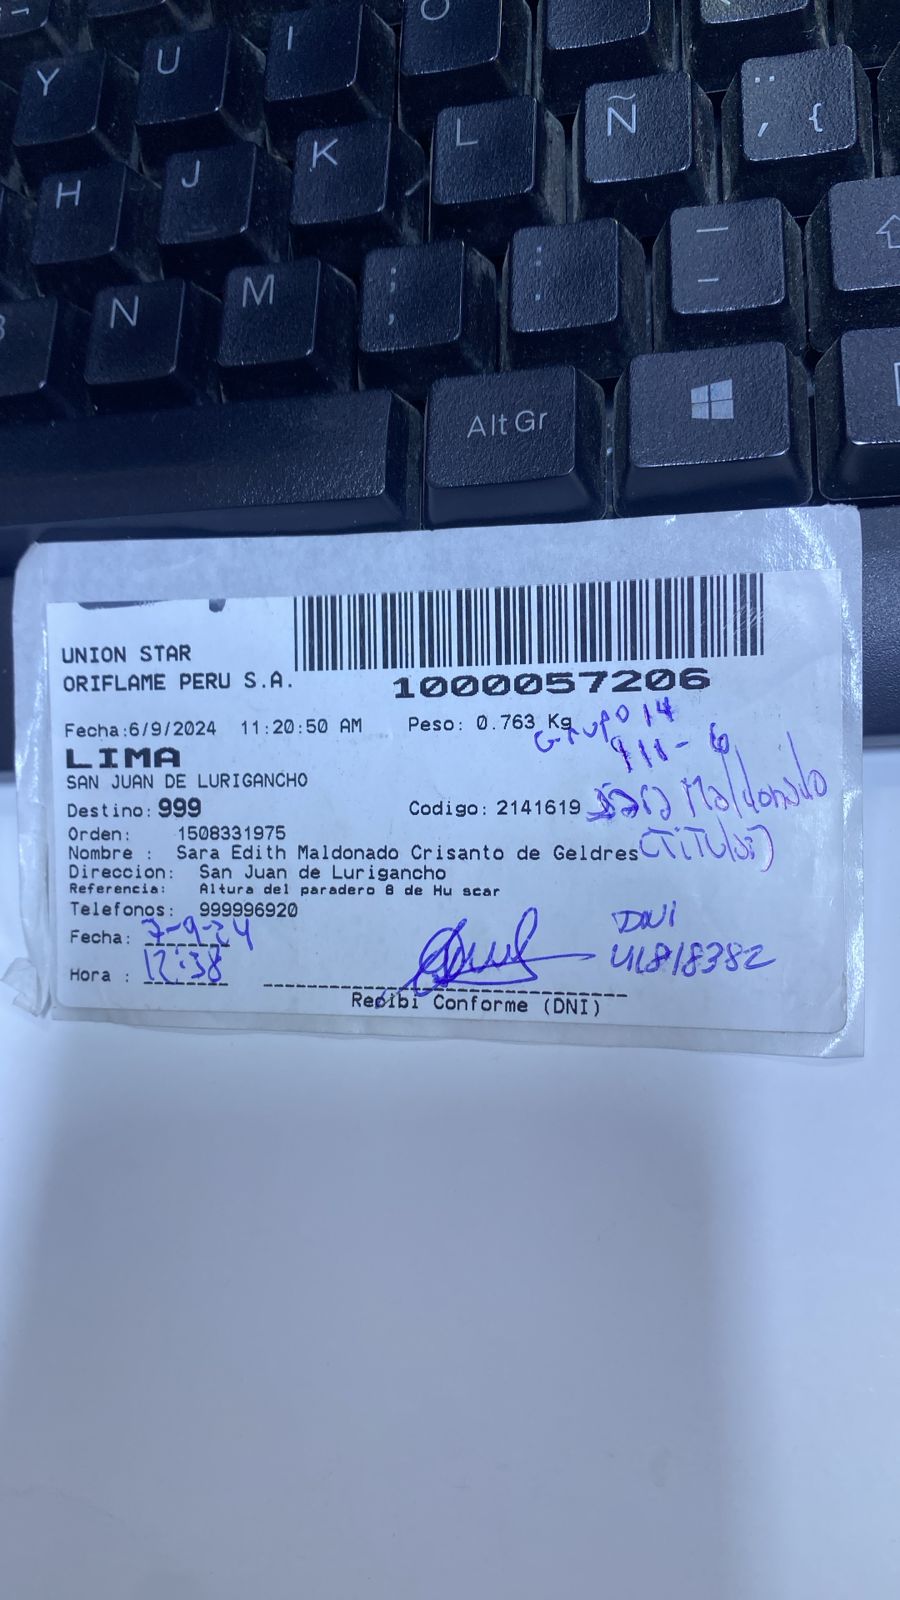 Y U I O
H J K L Ñ ¨ ´ {
N M ; , : . _ -
Alt Gr
UNION STAR
ORIFLAME PERU S.A.
1000057206
Fecha:6/9/2024 11:20:50 AM Peso: 0.763 Kg
Grupo 14
LIMA
SAN JUAN DE LURIGANCHO
Destino: 999 Codigo: 2141619 Sara Maldonado
Orden: 1508331975
Nombre : Sara Edith Maldonado Crisanto de Geldres (Titular)
Direccion: San Juan de Lurigancho
Referencia: Altura del paradero 8 de Hu scar
Telefonos: 999996920
Fecha: 7-9-24 DNI
Hora : 12:38 41818382
Recibi Conforme (DNI)